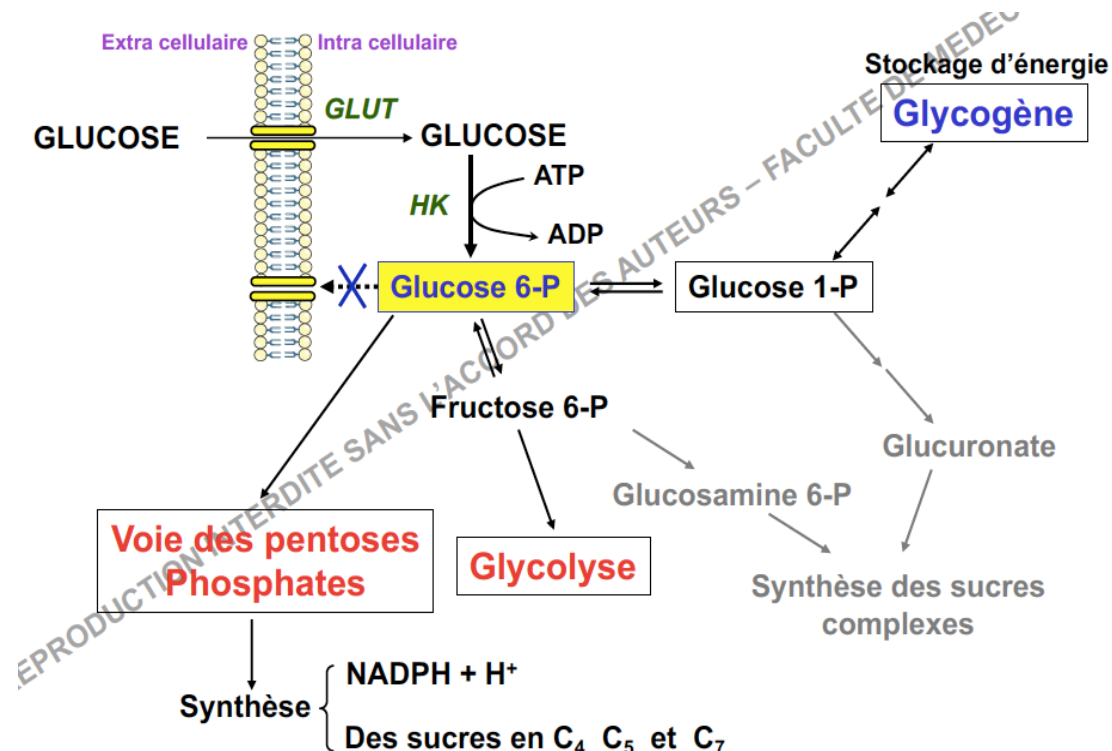 Extra cellulaire
Intra cellulaire
Stockage d’énergie
Glycogène
GLUT
GLUCOSE
GLUCOSE
ATP
HK
ADP
Glucose 6-P
Glucose 1-P
Fructose 6-P
Glucuronate
Glucosamine 6-P
Voie des pentoses
Phosphates
Glycolyse
Synthèse des sucres
complexes
Synthèse
NADPH + H⁺
Des sucres en C₄ C₅ et C₇
REPRODUCTION INTERDITE SANS L’ACCORD DES AUTEURS – FACULTE DE MEDEC